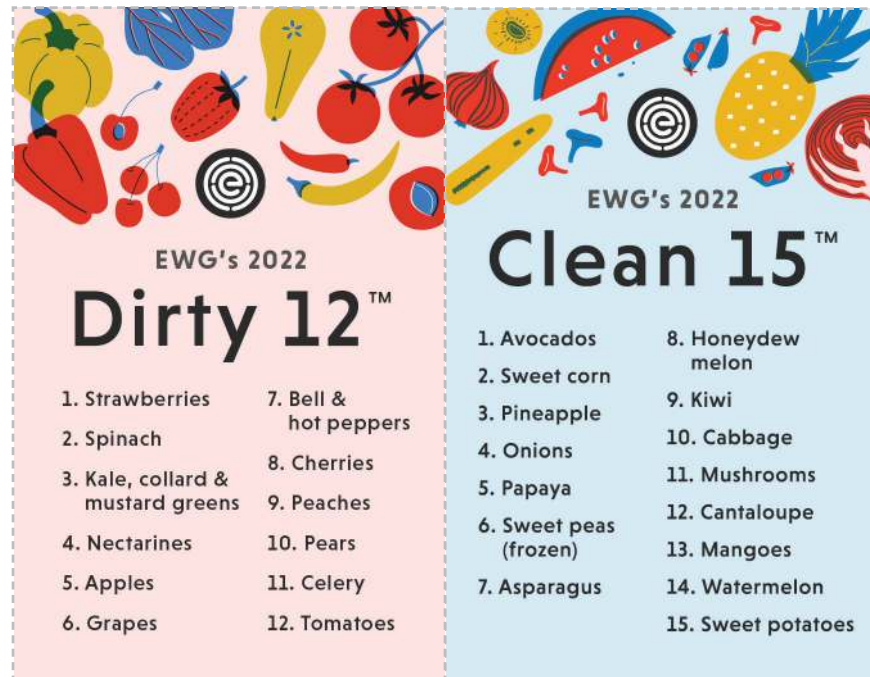 EWG's 2022
Dirty 12™
1. Strawberries
2. Spinach
3. Kale, collard &
mustard greens
4. Nectarines
5. Apples
6. Grapes
7. Bell &
hot peppers
8. Cherries
9. Peaches
10. Pears
11. Celery
12. Tomatoes
EWG's 2022
Clean 15™
1. Avocados
2. Sweet corn
3. Pineapple
4. Onions
5. Papaya
6. Sweet peas
(frozen)
7. Asparagus
8. Honeydew
melon
9. Kiwi
10. Cabbage
11. Mushrooms
12. Cantaloupe
13. Mangoes
14. Watermelon
15. Sweet potatoes